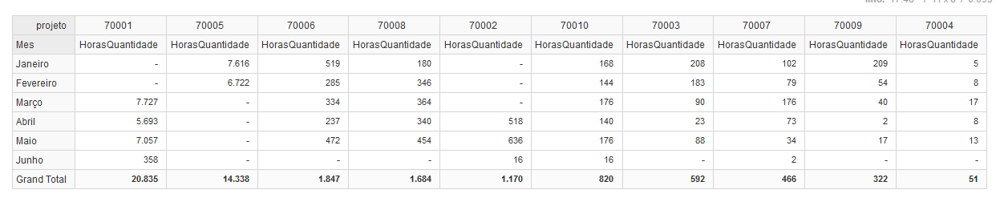 projeto 70001 70005 70006 70008 70002 70010 70003 70007 70009 70004
Mes HorasQuantidade HorasQuantidade HorasQuantidade HorasQuantidade HorasQuantidade HorasQuantidade HorasQuantidade HorasQuantidade HorasQuantidade HorasQuantidade
Janeiro - 7.616 519 180 - 168 208 102 209 5
Fevereiro - 6.722 285 346 - 144 183 79 54 8
Março 7.727 - 334 364 - 176 90 176 40 17
Abril 5.693 - 237 340 518 140 23 73 2 8
Maio 7.057 - 472 454 636 176 88 34 17 13
Junho 358 - - - 16 16 - 2 - -
Grand Total 20.835 14.338 1.847 1.684 1.170 820 592 466 322 51